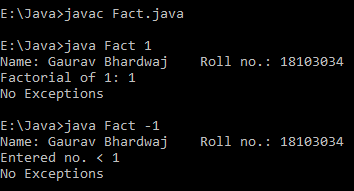 E:\Java>javac Fact.java
E:\Java>java Fact 1
Name: Gaurav Bhardwaj    Roll no.: 18103034
Factorial of 1: 1
No Exceptions
E:\Java>java Fact -1
Name: Gaurav Bhardwaj    Roll no.: 18103034
Entered no. < 1
No Exceptions